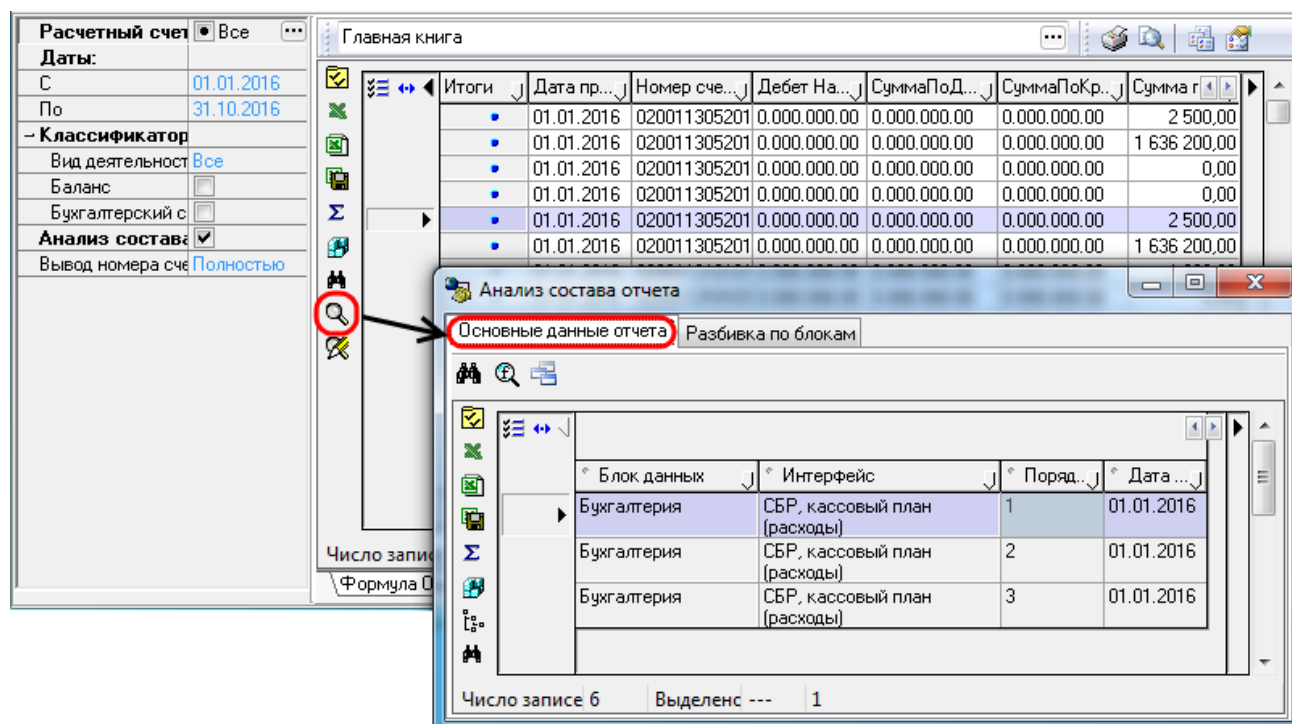 Расчетный счет Все ...
Даты:
С 01.01.2016
По 31.10.2016
Классификатор
Вид деятельност Все
Баланс
Бухгалтерский с
Анализ состава
Вывод номера сче Полностью
Главная книга ...
Итоги Дата пр... Номер сче... Дебет На... СуммаПоД... СуммаПоКр... Сумма г
01.01.2016 020011305201 0.000.000.00 0.000.000.00 0.000.000.00 2 500,00
01.01.2016 020011305201 0.000.000.00 0.000.000.00 0.000.000.00 1 636 200,00
01.01.2016 020011305201 0.000.000.00 0.000.000.00 0.000.000.00 0,00
01.01.2016 020011305201 0.000.000.00 0.000.000.00 0.000.000.00 0,00
01.01.2016 020011305201 0.000.000.00 0.000.000.00 0.000.000.00 2 500,00
01.01.2016 020011305201 0.000.000.00 0.000.000.00 0.000.000.00 1 636 200,00
Число запис
Формула О
Анализ состава отчета
Основные данные отчета Разбивка по блокам
Блок данных Интерфейс Поряд... Дата ...
Бухгалтерия СБР, кассовый план 1 01.01.2016
(расходы)
Бухгалтерия СБР, кассовый план 2 01.01.2016
(расходы)
Бухгалтерия СБР, кассовый план 3 01.01.2016
(расходы)
Число записе 6 Выделенс --- 1